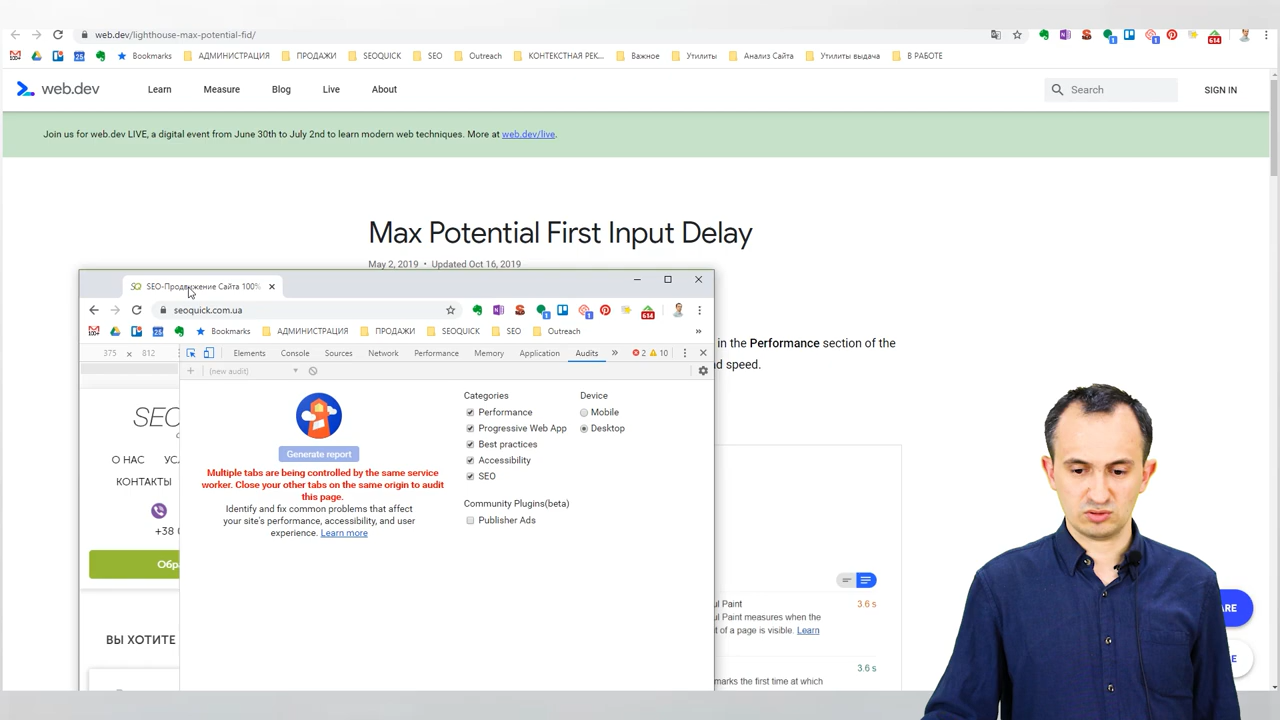 web.dev/lighthouse-max-potential-fid/
Bookmarks АДМИНИСТРАЦИЯ ПРОДАЖИ SEOQUICK SEO Outreach КОНТЕКСТНАЯ РЕК... Важное Утилиты Анализ Сайта Утилиты выдача В РАБОТЕ
web.dev Learn Measure Blog Live About Search SIGN IN
Join us for web.dev LIVE, a digital event from June 30th to July 2nd to learn modern web techniques. More at web.dev/live.
Max Potential First Input Delay
May 2, 2019 • Updated Oct 16, 2019
SEO-Продвижение Сайта 100%
seoquick.com.ua
Bookmarks АДМИНИСТРАЦИЯ ПРОДАЖИ SEOQUICK SEO Outreach »
in the Performance section of the
375 × 812 Elements Console Sources Network Performance Memory Application Audits » 2 10
d speed.
(new audit)
Categories Device
Performance Mobile
Progressive Web App Desktop
Best practices
Accessibility
SEO
Community Plugins(beta)
Publisher Ads
Generate report
Multiple tabs are being controlled by the same service
worker. Close your other tabs on the same origin to audit
this page.
Identify and fix common problems that affect
your site's performance, accessibility, and user
experience. Learn more
SEO
О НАС УСЛ
КОНТАКТЫ
+38
Обра
ВЫ ХОТИТЕ
ul Paint 3.6 s
ul Paint measures when the
t of a page is visible. Learn
3.6 s
marks the first time at which
ARE
E